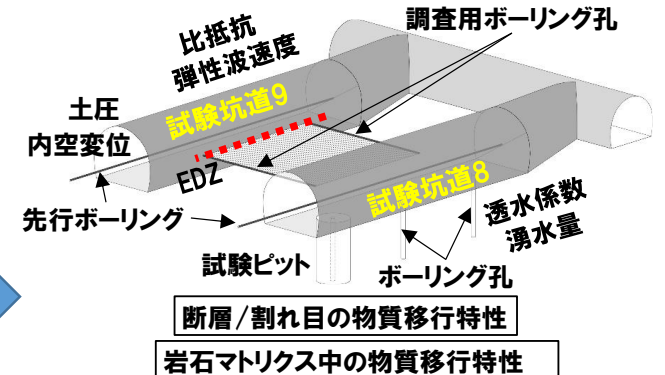 調査用ボーリング孔
比抵抗
弾性波速度
土圧
内空変位
試験坑道9
EDZ
先行ボーリング
試験坑道8
透水係数
湧水量
試験ピット
ボーリング孔
断層/割れ目の物質移行特性
岩石マトリクス中の物質移行特性